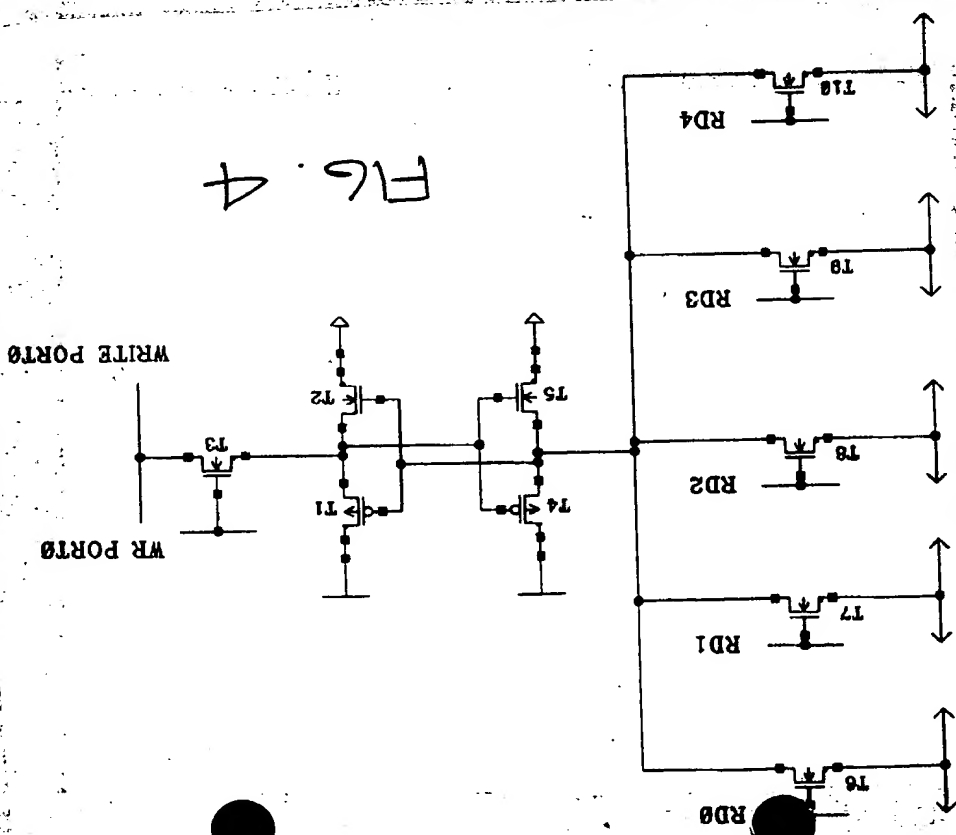 RD0
T6
RD1
T7
WR PORT0
T4
T1
RD2
T8
T3
T5
T2
WRITE PORT0
RD3
T9
FIG. 4
RD4
T10